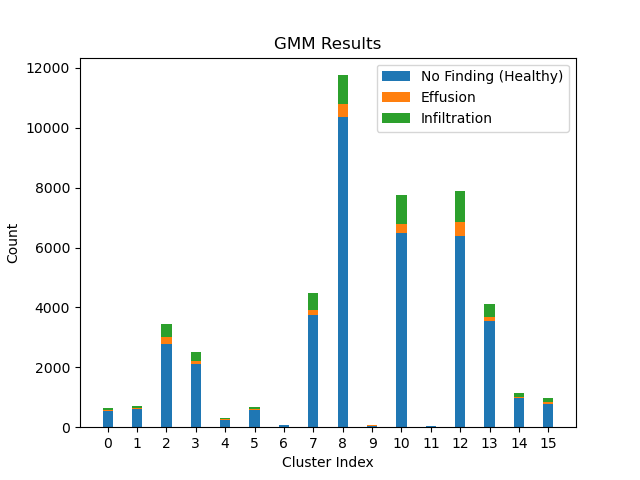 GMM Results
12000
10000
8000
6000
4000
2000
0
Count
No Finding (Healthy)
Effusion
Infiltration
0 1 2 3 4 5 6 7 8 9 10 11 12 13 14 15
Cluster Index